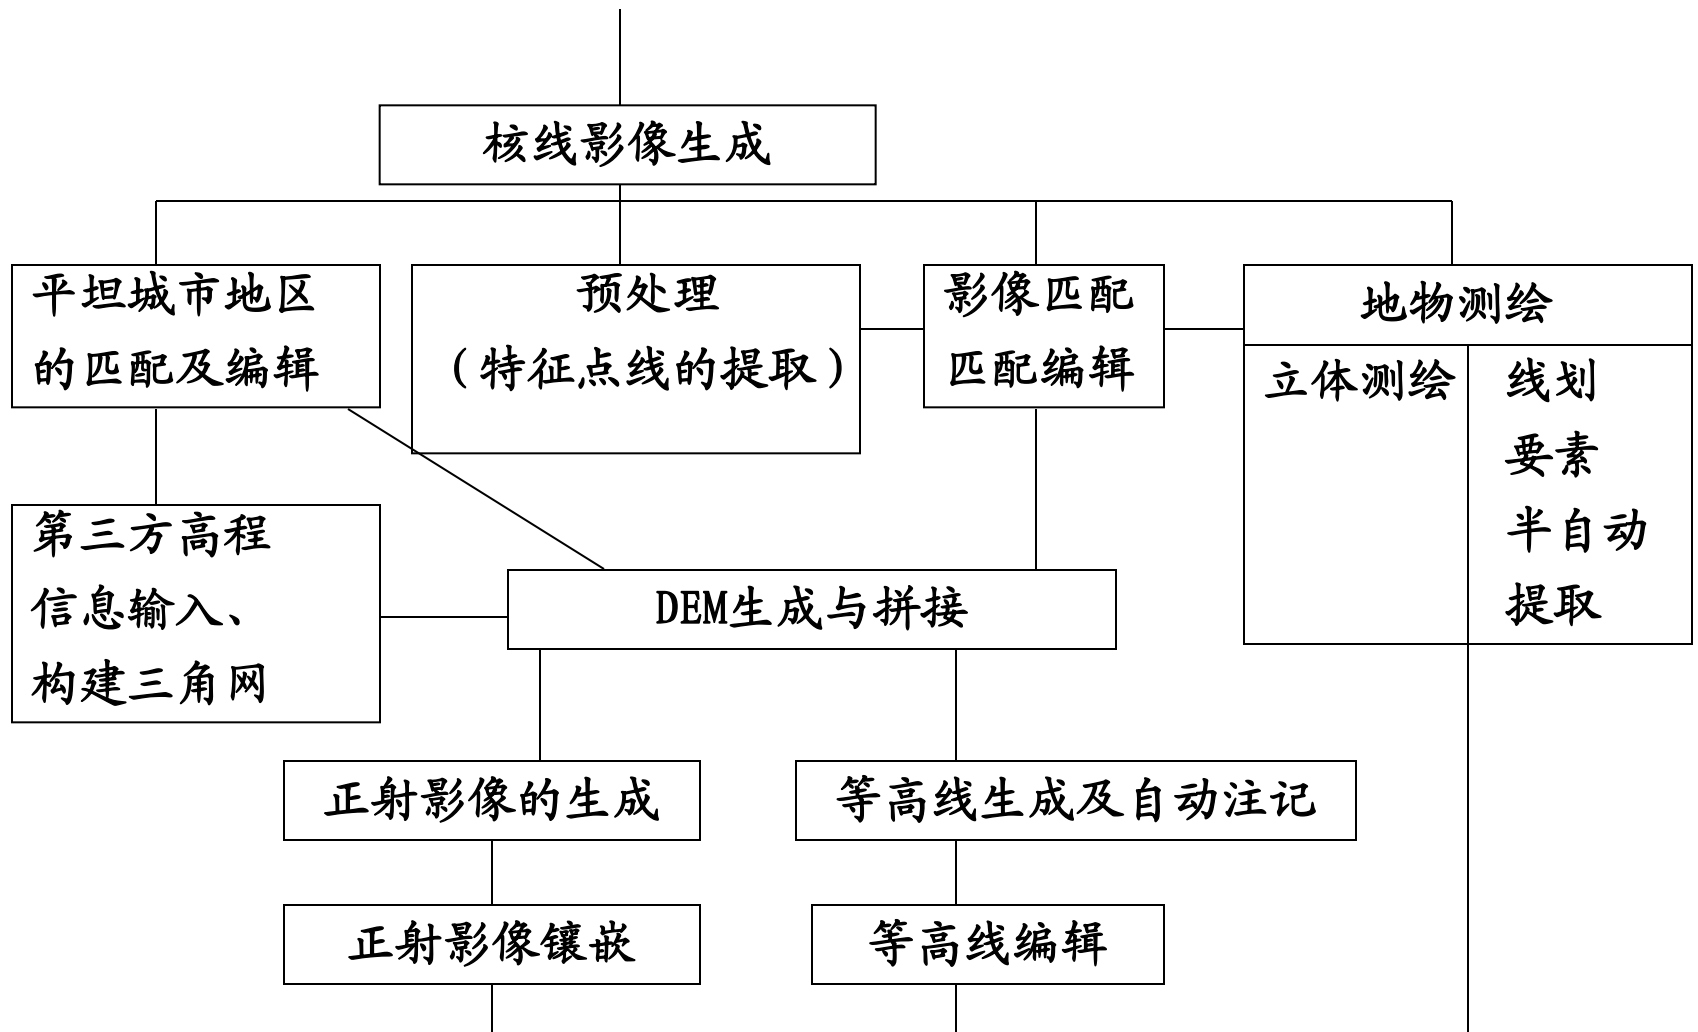 核线影像生成
平坦城市地区
的匹配及编辑
预处理
（特征点线的提取）
影像匹配
匹配编辑
地物测绘
立体测绘
线划
要素
半自动
提取
第三方高程
信息输入、
构建三角网
DEM生成与拼接
正射影像的生成
等高线生成及自动注记
正射影像镶嵌
等高线编辑